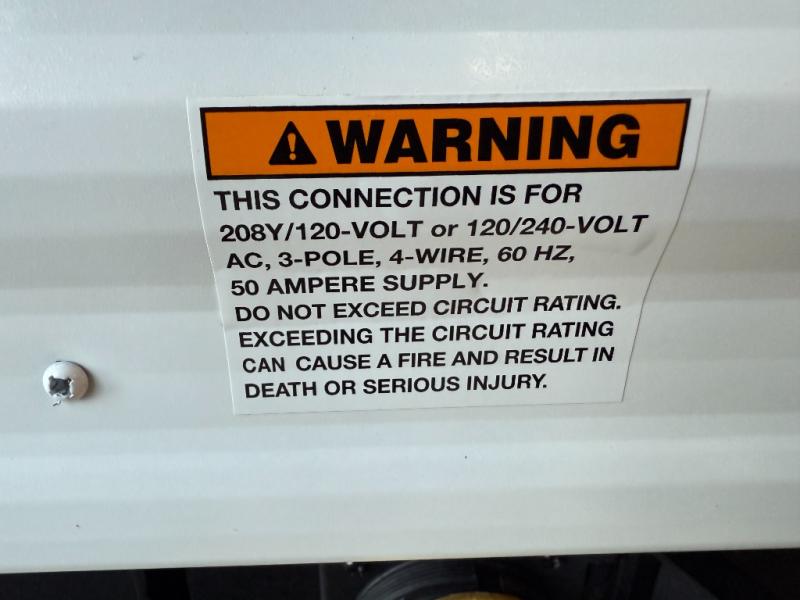 WARNING
THIS CONNECTION IS FOR
208Y/120-VOLT or 120/240-VOLT
AC, 3-POLE, 4-WIRE, 60 HZ,
50 AMPERE SUPPLY.
DO NOT EXCEED CIRCUIT RATING.
EXCEEDING THE CIRCUIT RATING
CAN CAUSE A FIRE AND RESULT IN
DEATH OR SERIOUS INJURY.